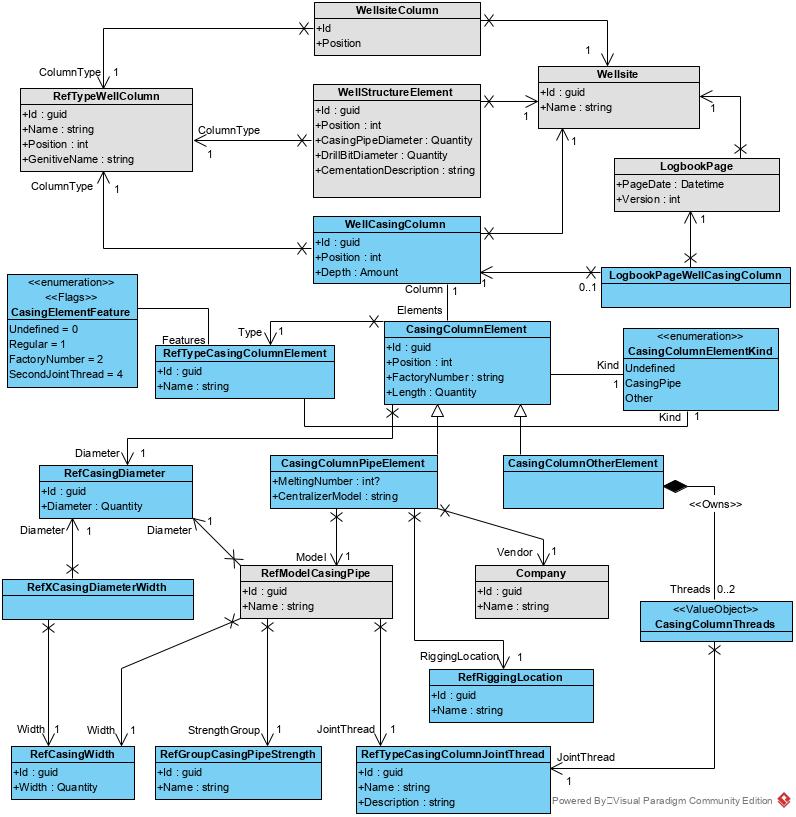 WellsiteColumn
+Id
+Position
1
ColumnType
1
Wellsite
+Id : guid
+Name : string
RefTypeWellColumn
+Id : guid
+Name : string
+Position : int
+GenitiveName : string
WellStructureElement
+Id : guid
+Position : int
+CasingPipeDiameter : Quantity
+DrillBitDiameter : Quantity
+CementationDescription : string
1
1
ColumnType
1
1
LogbookPage
+PageDate : Datetime
+Version : int
ColumnType
1
1
WellCasingColumn
+Id : guid
+Position : int
+Depth : Amount
1
0..1
LogbookPageWellCasingColumn
Column
1
Elements
<<enumeration>>
<<Flags>>
CasingElementFeature
Undefined = 0
Regular = 1
FactoryNumber = 2
SecondJointThread = 4
Features
Type
1
RefTypeCasingColumnElement
+Id : guid
+Name : string
CasingColumnElement
+Id : guid
+Position : int
+FactoryNumber : string
+Length : Quantity
<<enumeration>>
CasingColumnElementKind
Undefined
CasingPipe
Other
Kind
1
Kind
1
Diameter
1
RefCasingDiameter
+Id : guid
+Diameter : Quantity
CasingColumnPipeElement
+MeltingNumber : int?
+CentralizerModel : string
CasingColumnOtherElement
<<Owns>>
Diameter
1
Diameter
1
Model
1
Vendor
1
RefXCasingDiameterWidth
RefModelCasingPipe
+Id : guid
+Name : string
Company
+Id : guid
+Name : string
Threads
0..2
<<ValueObject>>
CasingColumnThreads
RiggingLocation
1
RefRiggingLocation
+Id : guid
+Name : string
Width
1
Width
1
StrengthGroup
1
JointThread
1
RefCasingWidth
+Id : guid
+Width : Quantity
RefGroupCasingPipeStrength
+Id : guid
+Name : string
RefTypeCasingColumnJointThread
+Id : guid
+Name : string
+Description : string
JointThread
1
Powered By Visual Paradigm Community Edition